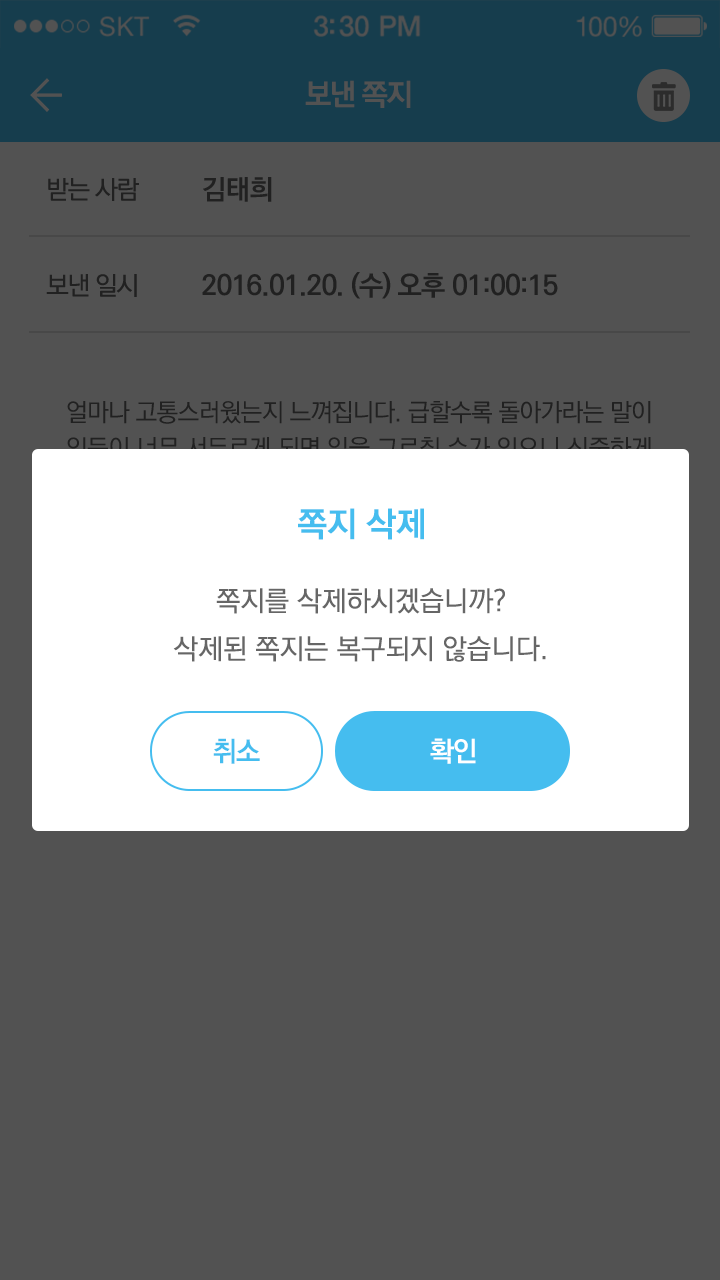 SKT 3:30 PM 100%
보낸 쪽지
받는 사람 김태희
보낸 일시 2016.01.20. (수) 오후 01:00:15
얼마나 고통스러웠는지 느껴집니다. 급할수록 돌아가라는 말이
쪽지 삭제
쪽지를 삭제하시겠습니까?
삭제된 쪽지는 복구되지 않습니다.
취소 확인